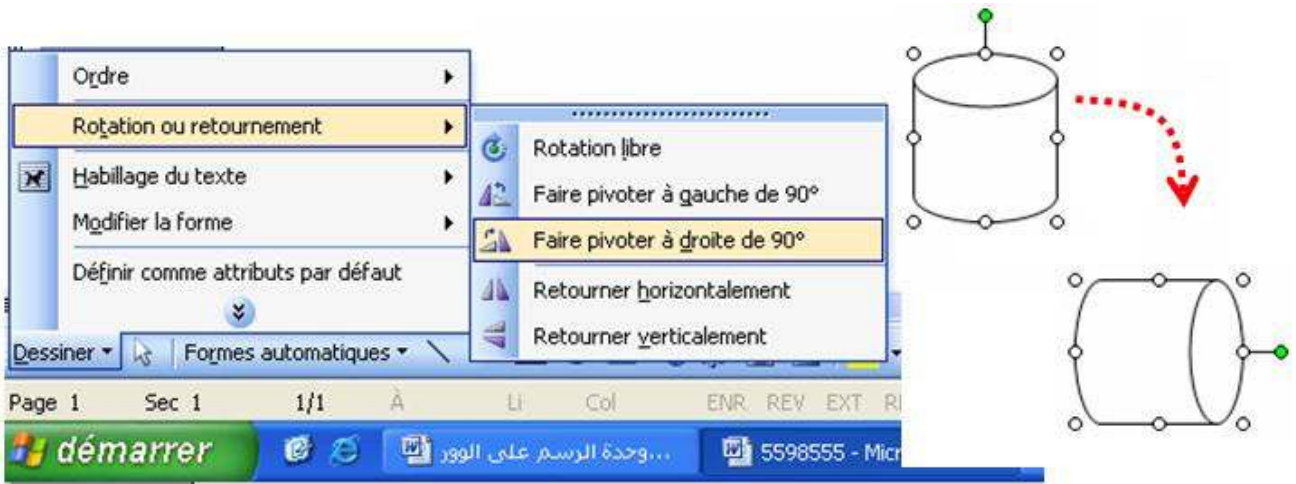 Ordre
Rotation ou retournement
Habillage du texte
Modifier la forme
Définir comme attributs par défaut
Rotation libre
Faire pivoter à gauche de 90°
Faire pivoter à droite de 90°
Retourner horizontalement
Retourner verticalement
Dessiner Formes automatiques
Page 1 Sec 1 1/1 À Li Col ENR REV EXT
démarrer وحدة الرسم على الوور... 5598555 - Micr